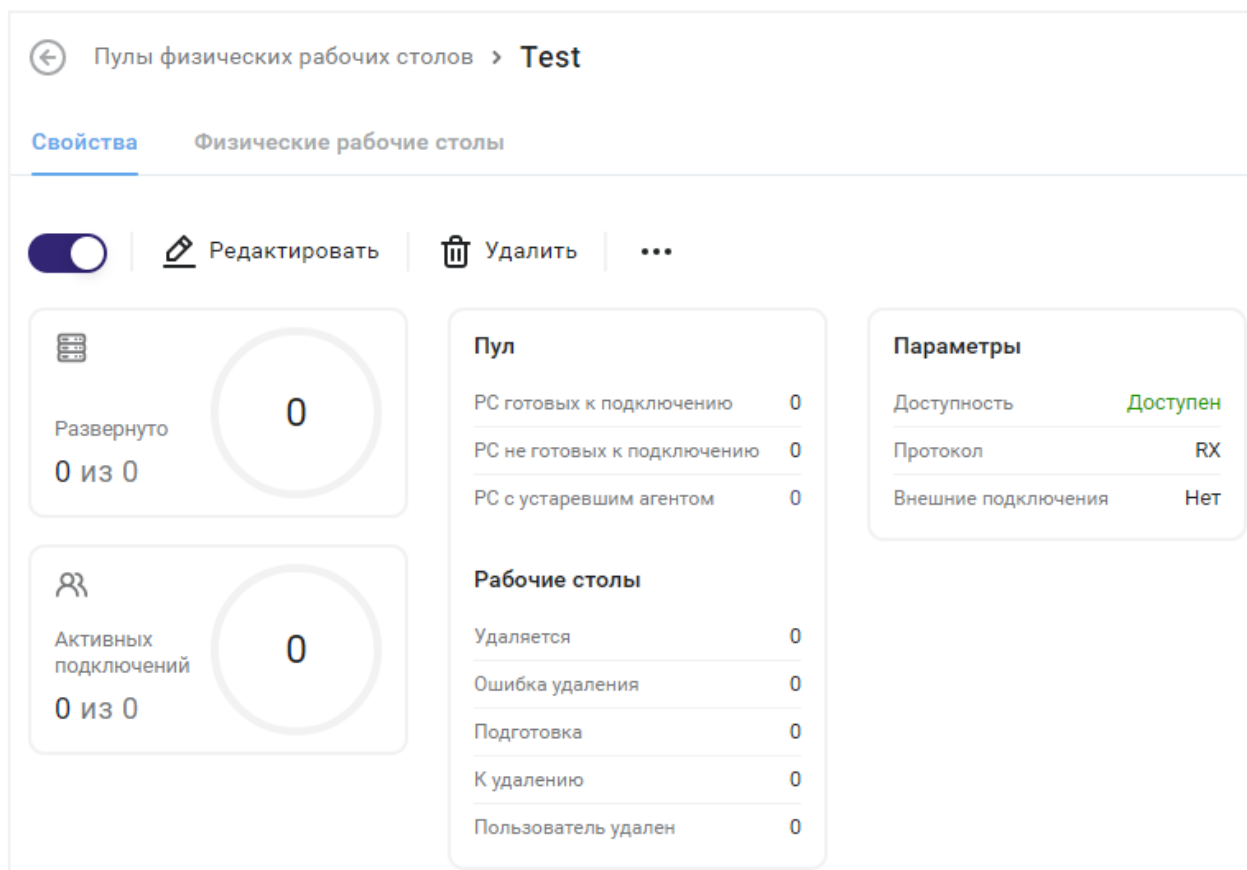 Пулы физических рабочих столов > Test
Свойства Физические рабочие столы
Редактировать Удалить •••
Развернуто
0 из 0
0
Активных
подключений
0 из 0
0
Пул
РС готовых к подключению 0
РС не готовых к подключению 0
РС с устаревшим агентом 0
Рабочие столы
Удаляется 0
Ошибка удаления 0
Подготовка 0
К удалению 0
Пользователь удален 0
Параметры
Доступность Доступен
Протокол RX
Внешние подключения Нет